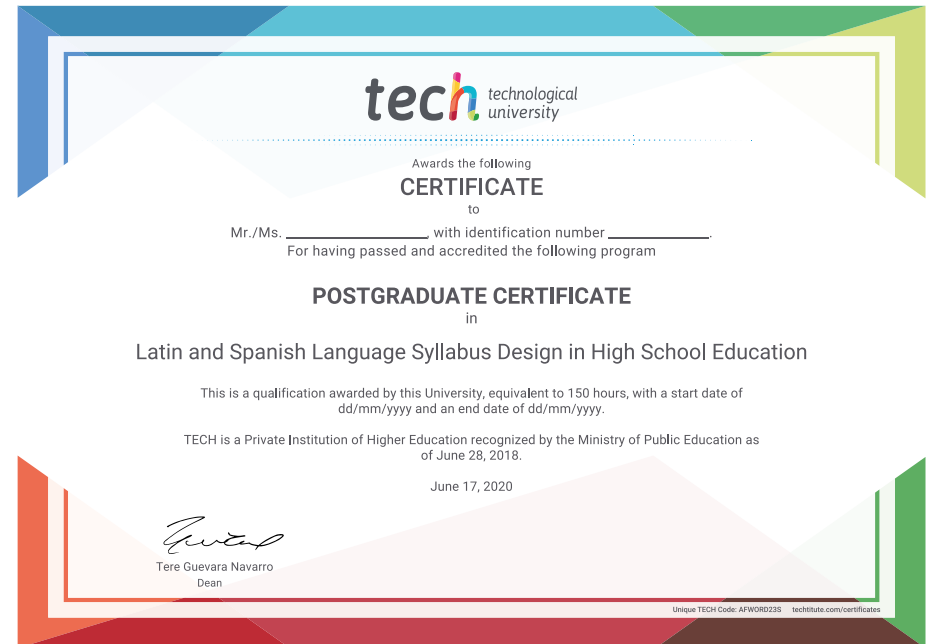 tech technological
university
Awards the following
CERTIFICATE
to
Mr./Ms. ____________, with identification number ____________.
For having passed and accredited the following program
POSTGRADUATE CERTIFICATE
in
Latin and Spanish Language Syllabus Design in High School Education
This is a qualification awarded by this University, equivalent to 150 hours, with a start date of
dd/mm/yyyy and an end date of dd/mm/yyyy.
TECH is a Private Institution of Higher Education recognized by the Ministry of Public Education as
of June 28, 2018.
June 17, 2020
Tere Guevara Navarro
Dean
Unique TECH Code: AFWORD23S techtitute.com/certificates